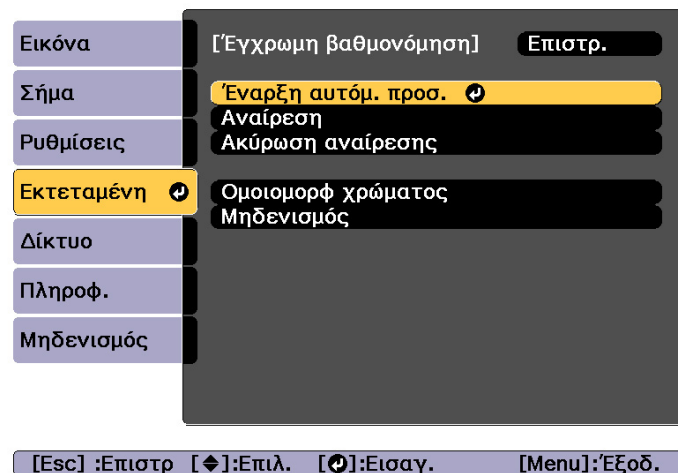 Εικόνα
Σήμα
Ρυθμίσεις
Εκτεταμένη
Δίκτυο
Πληροφ.
Μηδενισμός
[Έγχρωμη βαθμονόμηση] Επιστρ.
Έναρξη αυτόμ. προσ.
Αναίρεση
Ακύρωση αναίρεσης
Ομοιομορφ χρώματος
Μηδενισμός
[Esc] :Επιστρ [◆]:Επιλ. [↵]:Εισαγ. [Menu]:Έξοδ.